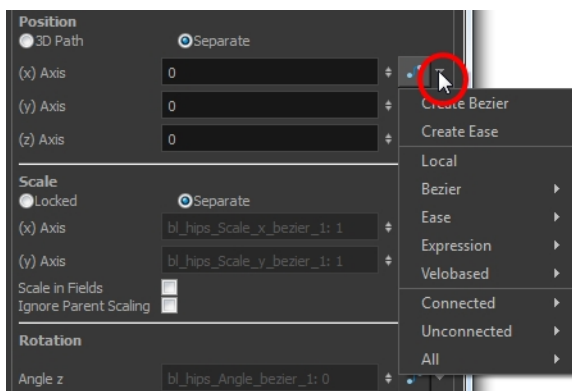 Position
3D Path Separate
(x) Axis 0
(y) Axis 0
(z) Axis 0
Scale
Locked Separate
(x) Axis bl_hips_Scale_x_bezier_1: 1
(y) Axis bl_hips_Scale_y_bezier_1: 1
Scale in Fields
Ignore Parent Scaling
Rotation
Angle z bl_hips_Angle_bezier_1: 0
Create Bezier
Create Ease
Local
Bezier
Ease
Expression
Velobased
Connected
Unconnected
All